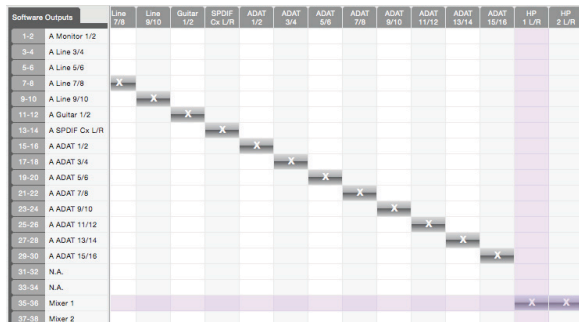 Software Outputs Line 7/8 Line 9/10 Guitar 1/2 SPDIF Cx L/R ADAT 1/2 ADAT 3/4 ADAT 5/6 ADAT 7/8 ADAT 9/10 ADAT 11/12 ADAT 13/14 ADAT 15/16 HP 1 L/R HP 2 L/R
1-2 A Monitor 1/2
3-4 A Line 3/4
5-6 A Line 5/6
7-8 A Line 7/8 X
9-10 A Line 9/10 X
11-12 A Guitar 1/2 X
13-14 A SPDIF Cx L/R X
15-16 A ADAT 1/2 X
17-18 A ADAT 3/4 X
19-20 A ADAT 5/6 X
21-22 A ADAT 7/8 X
23-24 A ADAT 9/10 X
25-26 A ADAT 11/12 X
27-28 A ADAT 13/14 X
29-30 A ADAT 15/16 X
31-32 N.A.
33-34 N.A.
35-36 Mixer 1 X X
37-38 Mixer 2